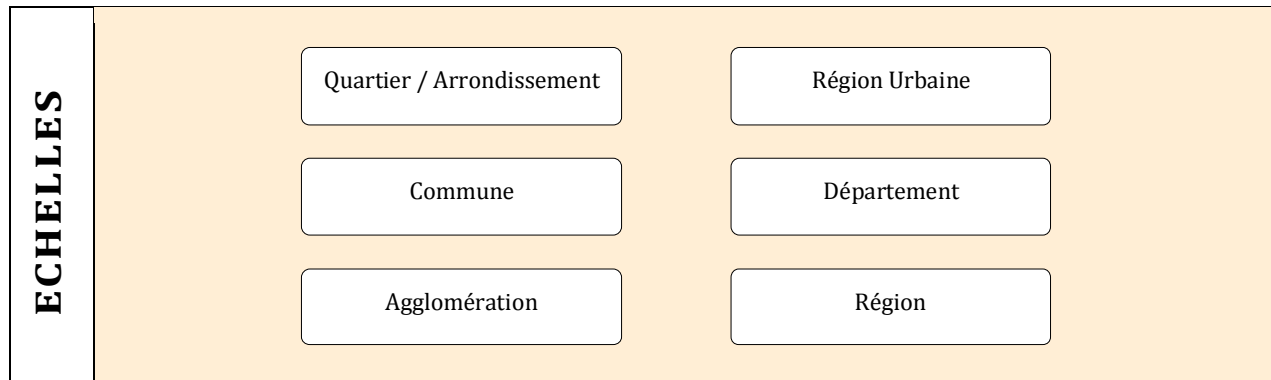 ECHELLES
Quartier / Arrondissement
Commune
Agglomération
Région Urbaine
Département
Région